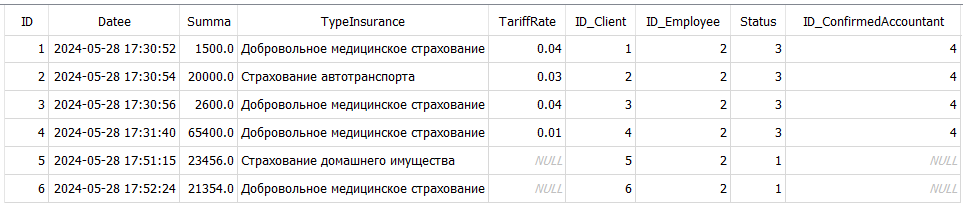 ID Datee Summa TypeInsurance TariffRate ID_Client ID_Employee Status ID_ConfirmedAccountant
1 2024-05-28 17:30:52 1500.0 Добровольное медицинское страхование 0.04 1 2 3 4
2 2024-05-28 17:30:54 20000.0 Страхование автотранспорта 0.03 2 2 3 4
3 2024-05-28 17:30:56 2600.0 Добровольное медицинское страхование 0.04 3 2 3 4
4 2024-05-28 17:31:40 65400.0 Добровольное медицинское страхование 0.01 4 2 3 4
5 2024-05-28 17:51:15 23456.0 Страхование домашнего имущества NULL 5 2 1 NULL
6 2024-05-28 17:52:24 21354.0 Добровольное медицинское страхование NULL 6 2 1 NULL